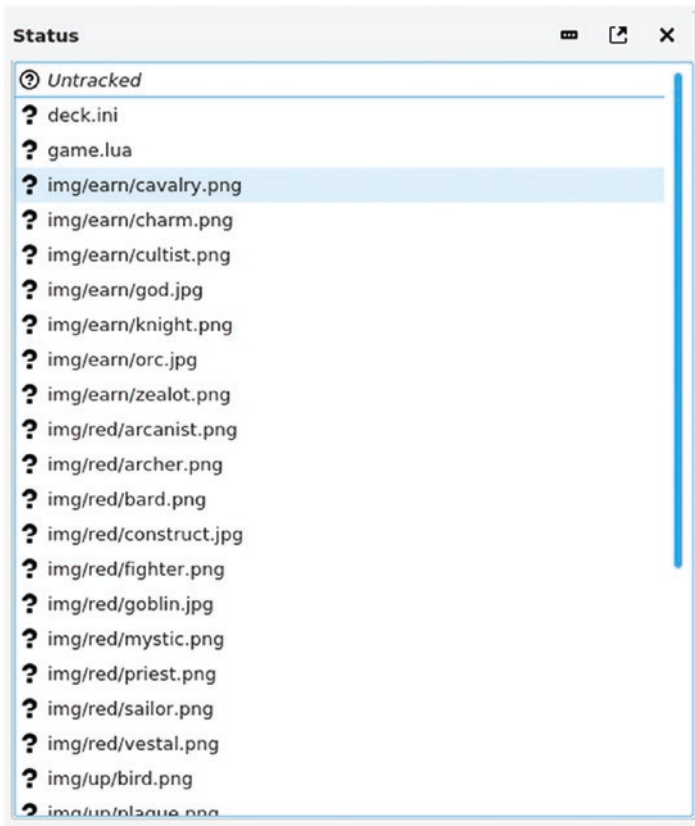 Status
Untracked
deck.ini
game.lua
img/earn/cavalry.png
img/earn/charm.png
img/earn/cultist.png
img/earn/god.jpg
img/earn/knight.png
img/earn/orc.jpg
img/earn/zealot.png
img/red/arcanist.png
img/red/archer.png
img/red/bard.png
img/red/construct.jpg
img/red/fighter.png
img/red/goblin.jpg
img/red/mystic.png
img/red/priest.png
img/red/sailor.png
img/red/vestal.png
img/up/bird.png
img/up/plague.png